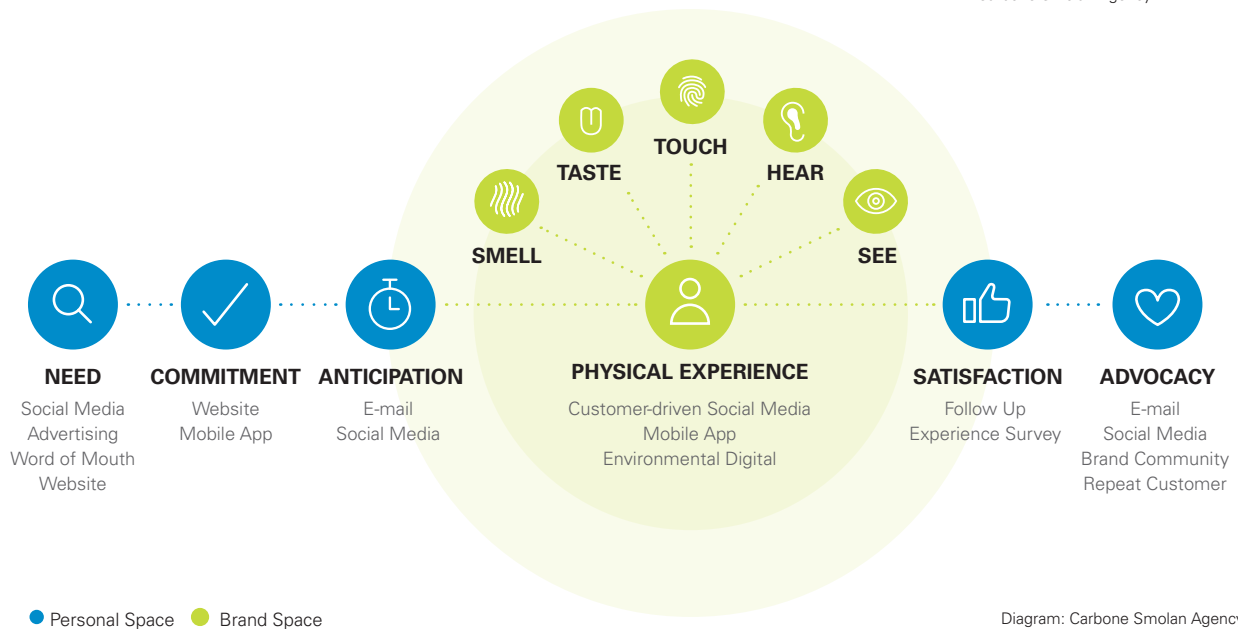 SMELL
TASTE
TOUCH
HEAR
SEE
NEED
Social Media
Advertising
Word of Mouth
Website
COMMITMENT
Website
Mobile App
ANTICIPATION
E-mail
Social Media
PHYSICAL EXPERIENCE
Customer-driven Social Media
Mobile App
Environmental Digital
SATISFACTION
Follow Up
Experience Survey
ADVOCACY
E-mail
Social Media
Brand Community
Repeat Customer
Personal Space
Brand Space
Diagram: Carbone Smolan Agency